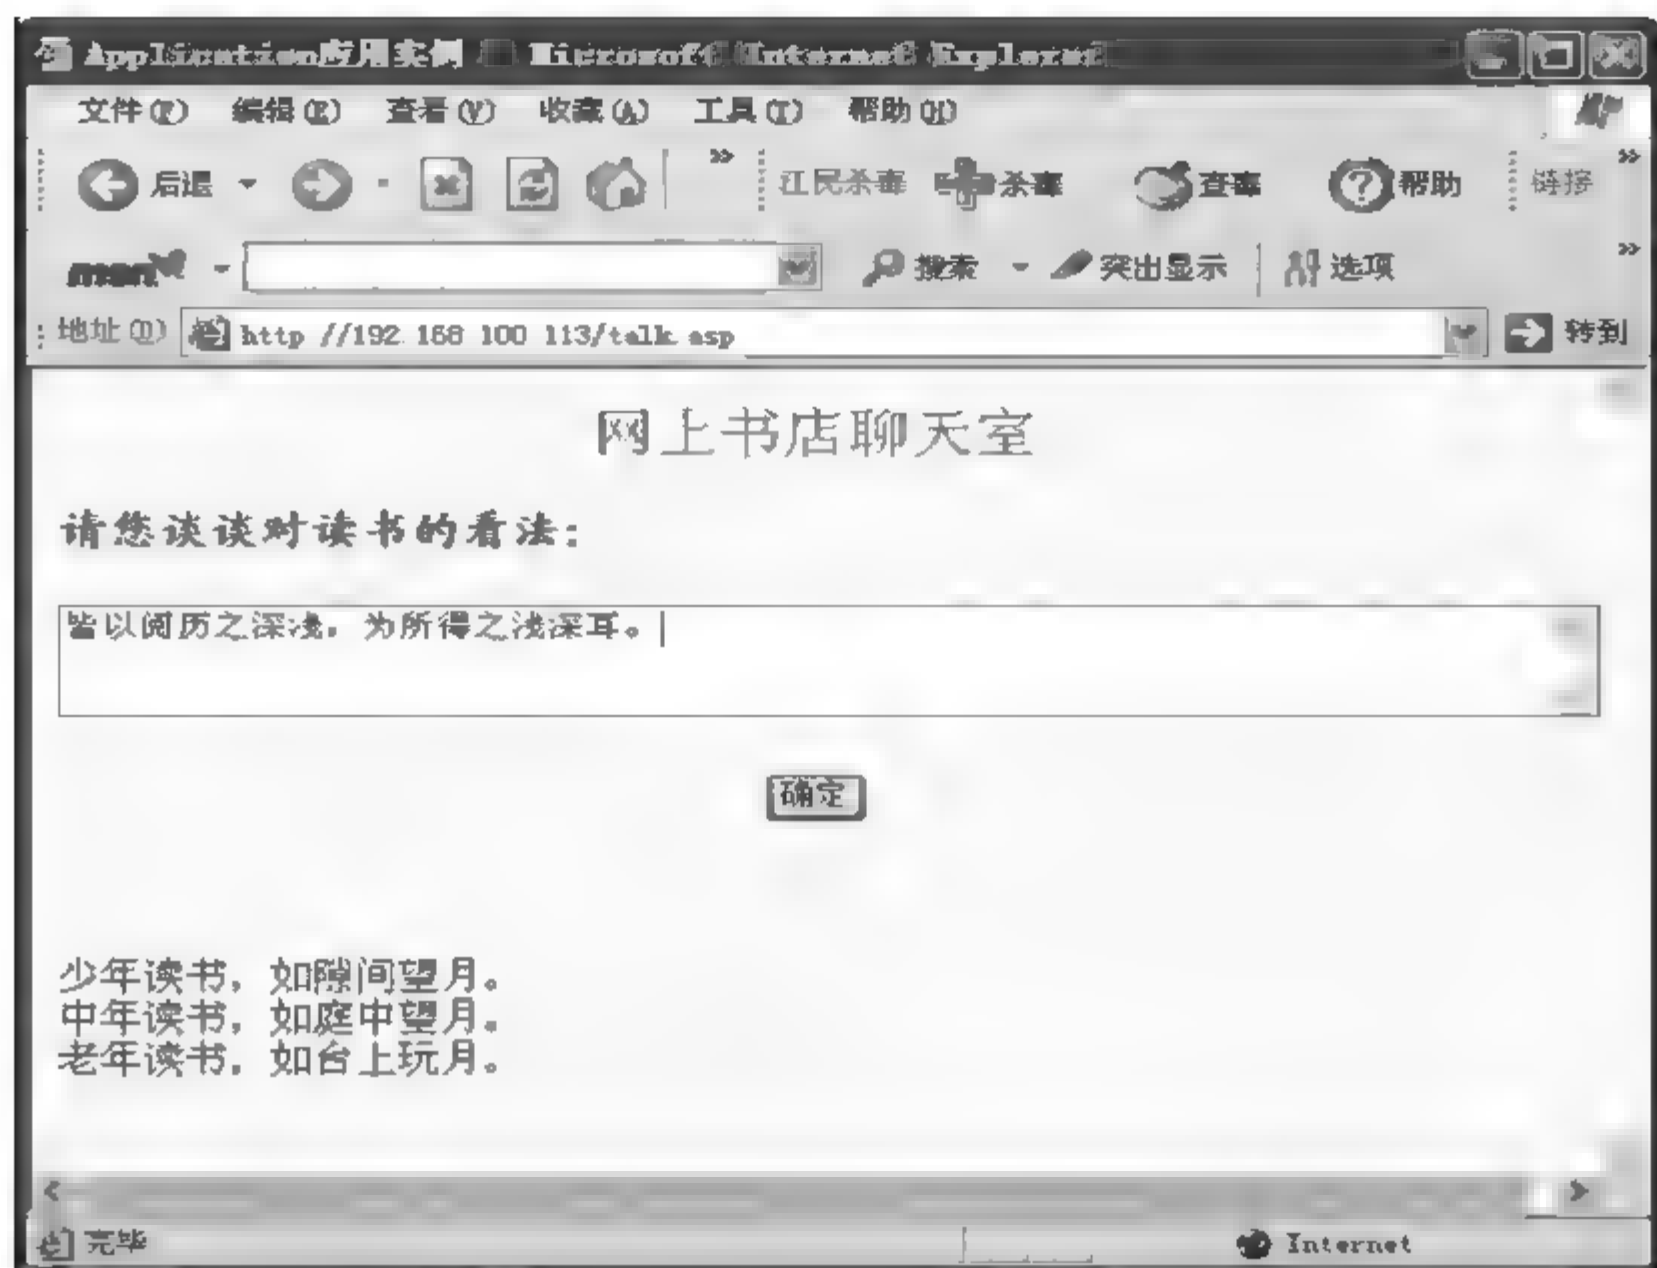 Application应用实例 - Microsoft Internet Explorer
文件(F) 编辑(E) 查看(V) 收藏(A) 工具(T) 帮助(H)
后退 » 江民杀毒 杀毒 查毒 帮助 链接 »
msn 搜索 突出显示 选项 »
地址(D) http //192 168 100 113/talk asp 转到
网上书店聊天室
请您谈谈对读书的看法:
皆以阅历之深浅，为所得之浅深耳。
确定
少年读书，如隙间望月。
中年读书，如庭中望月。
老年读书，如台上玩月。
完毕 Internet